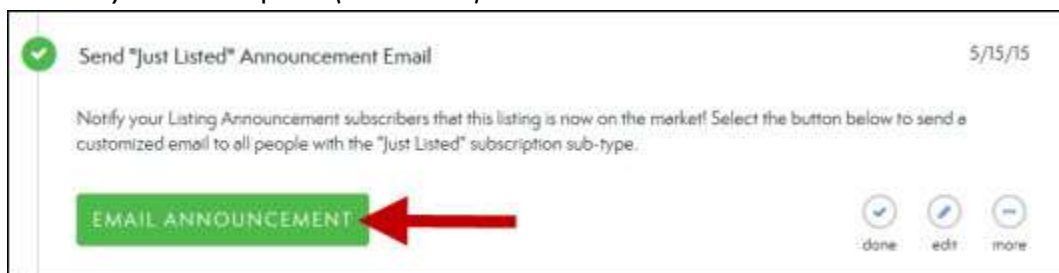 Send "Just Listed" Announcement Email
5/15/15
Notify your Listing Announcement subscribers that this listing is now on the market! Select the button below to send a
customized email to all people with the "Just Listed" subscription sub-type.
EMAIL ANNOUNCEMENT
done edit more